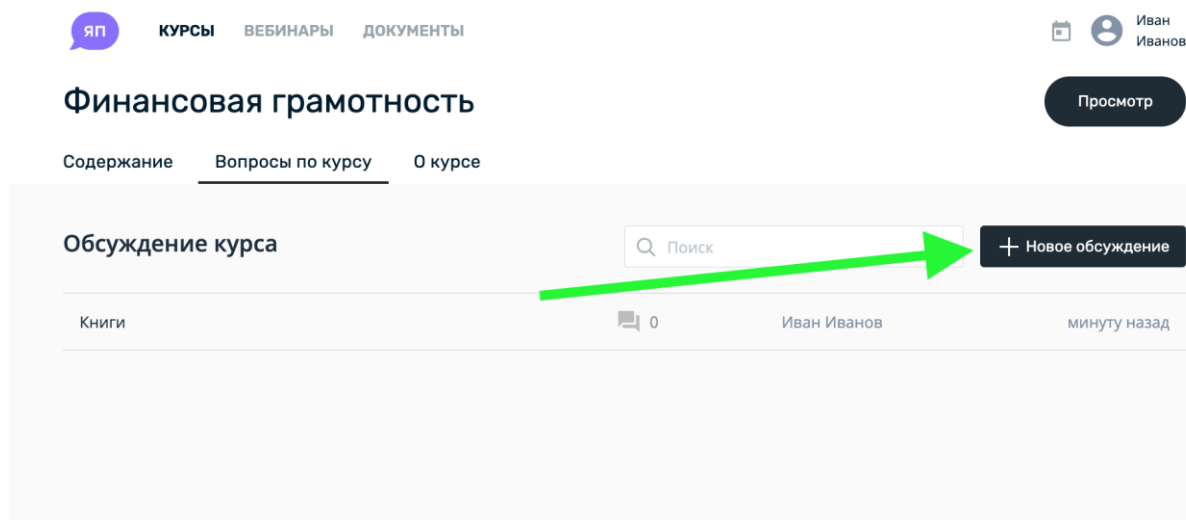 ЯП КУРСЫ ВЕБИНАРЫ ДОКУМЕНТЫ Иван
Иванов
Финансовая грамотность Просмотр
Содержание Вопросы по курсу О курсе
Обсуждение курса Поиск Новое обсуждение
Книги 0 Иван Иванов минуту назад